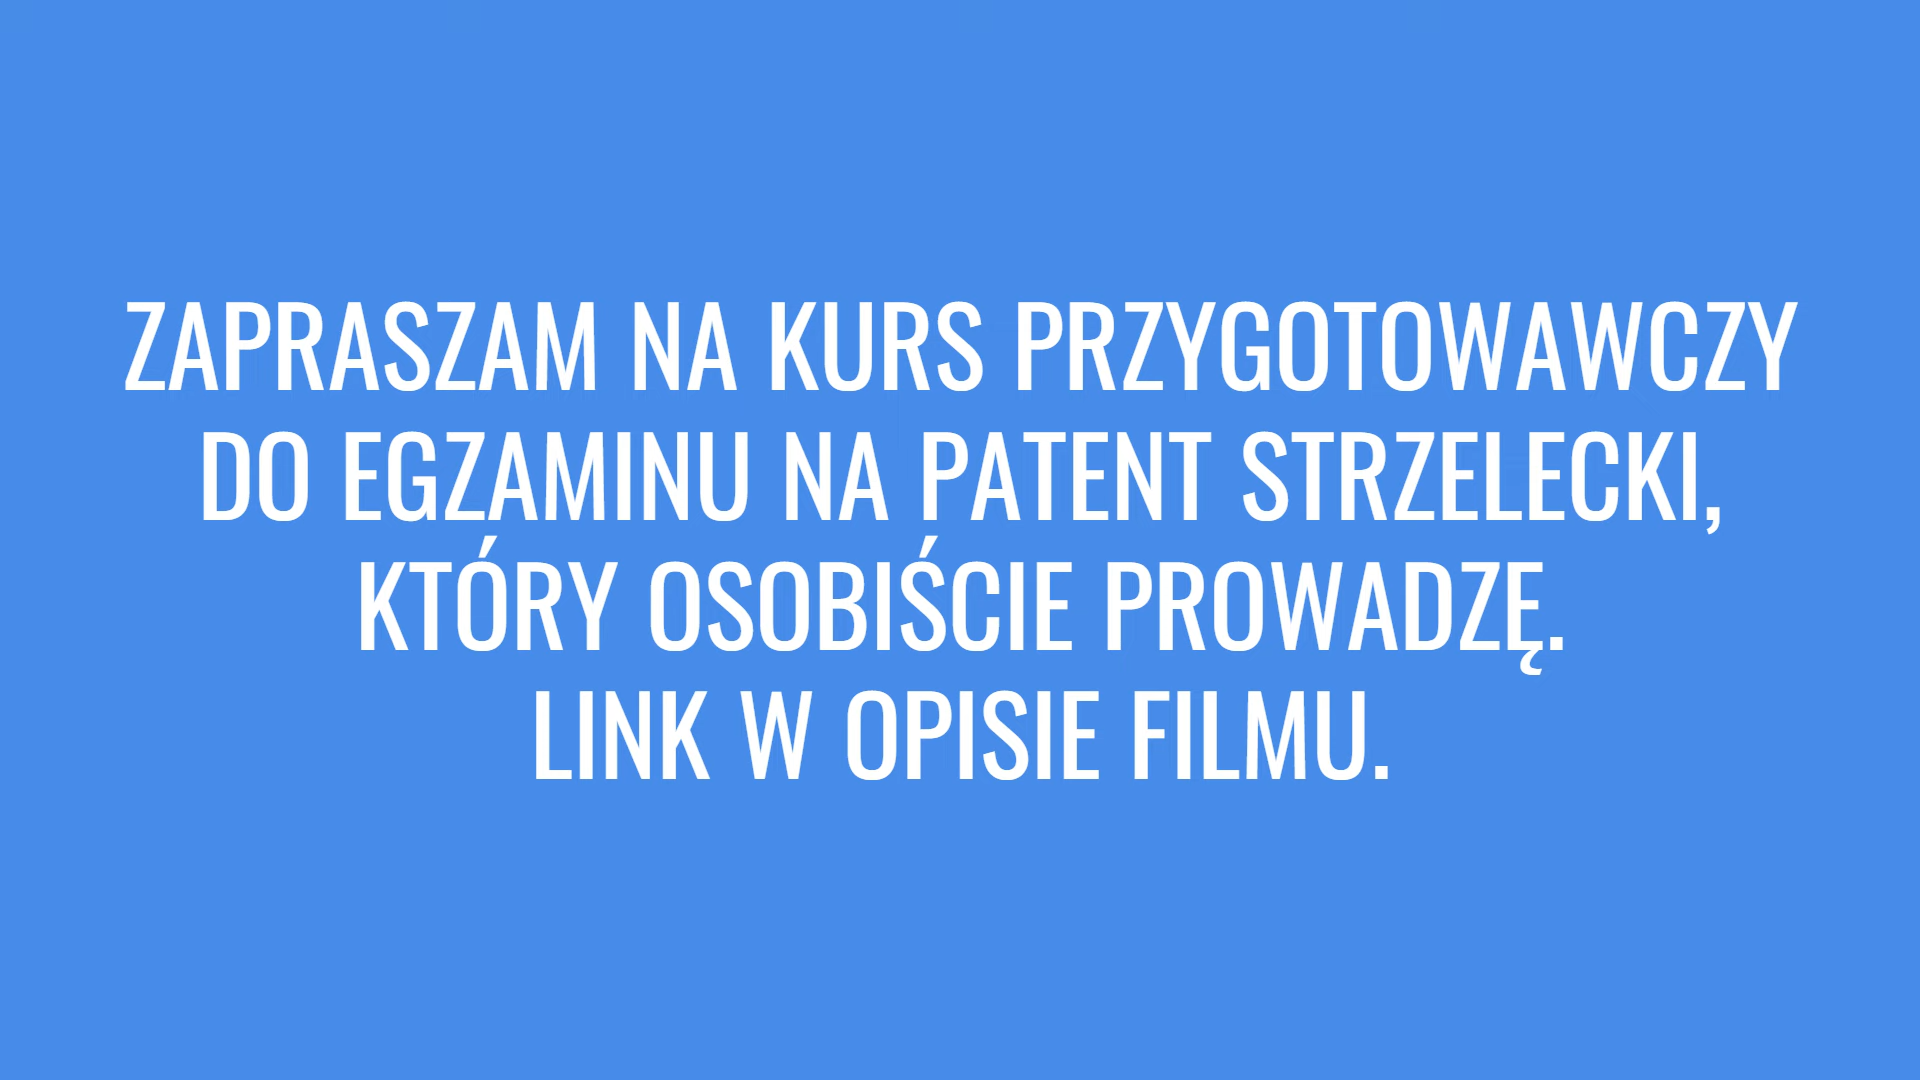 ZAPRASZAM NA KURS PRZYGOTOWAWCZY
DO EGZAMINU NA PATENT STRZELECKI,
KTÓRY OSOBIŚCIE PROWADZĘ.
LINK W OPISIE FILMU.